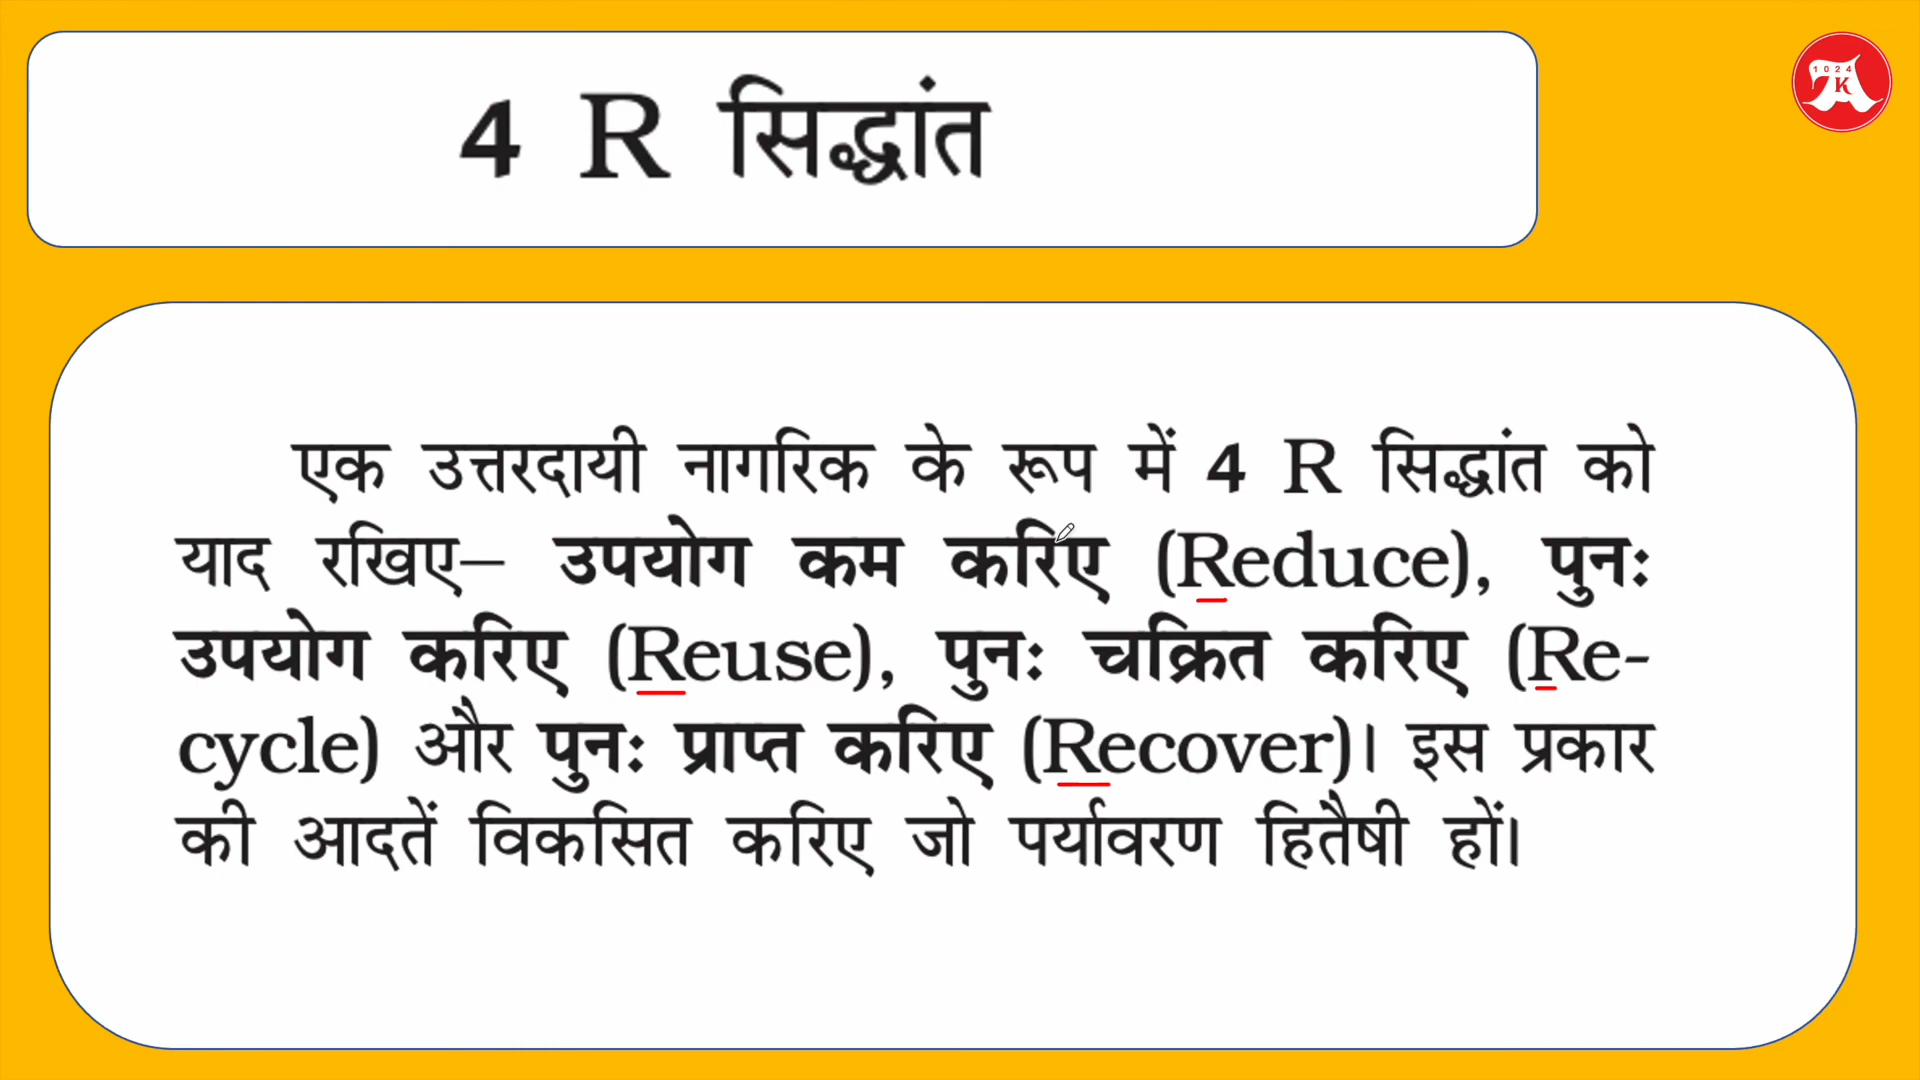 4 R सिद्धांत
1024
K
एक उत्तरदायी नागरिक के रूप में 4 R सिद्धांत को
याद रखिए– उपयोग कम करिए (Reduce), पुनः
उपयोग करिए (Reuse), पुनः चक्रित करिए (Re-
cycle) और पुनः प्राप्त करिए (Recover)। इस प्रकार
की आदतें विकसित करिए जो पर्यावरण हितैषी हों।